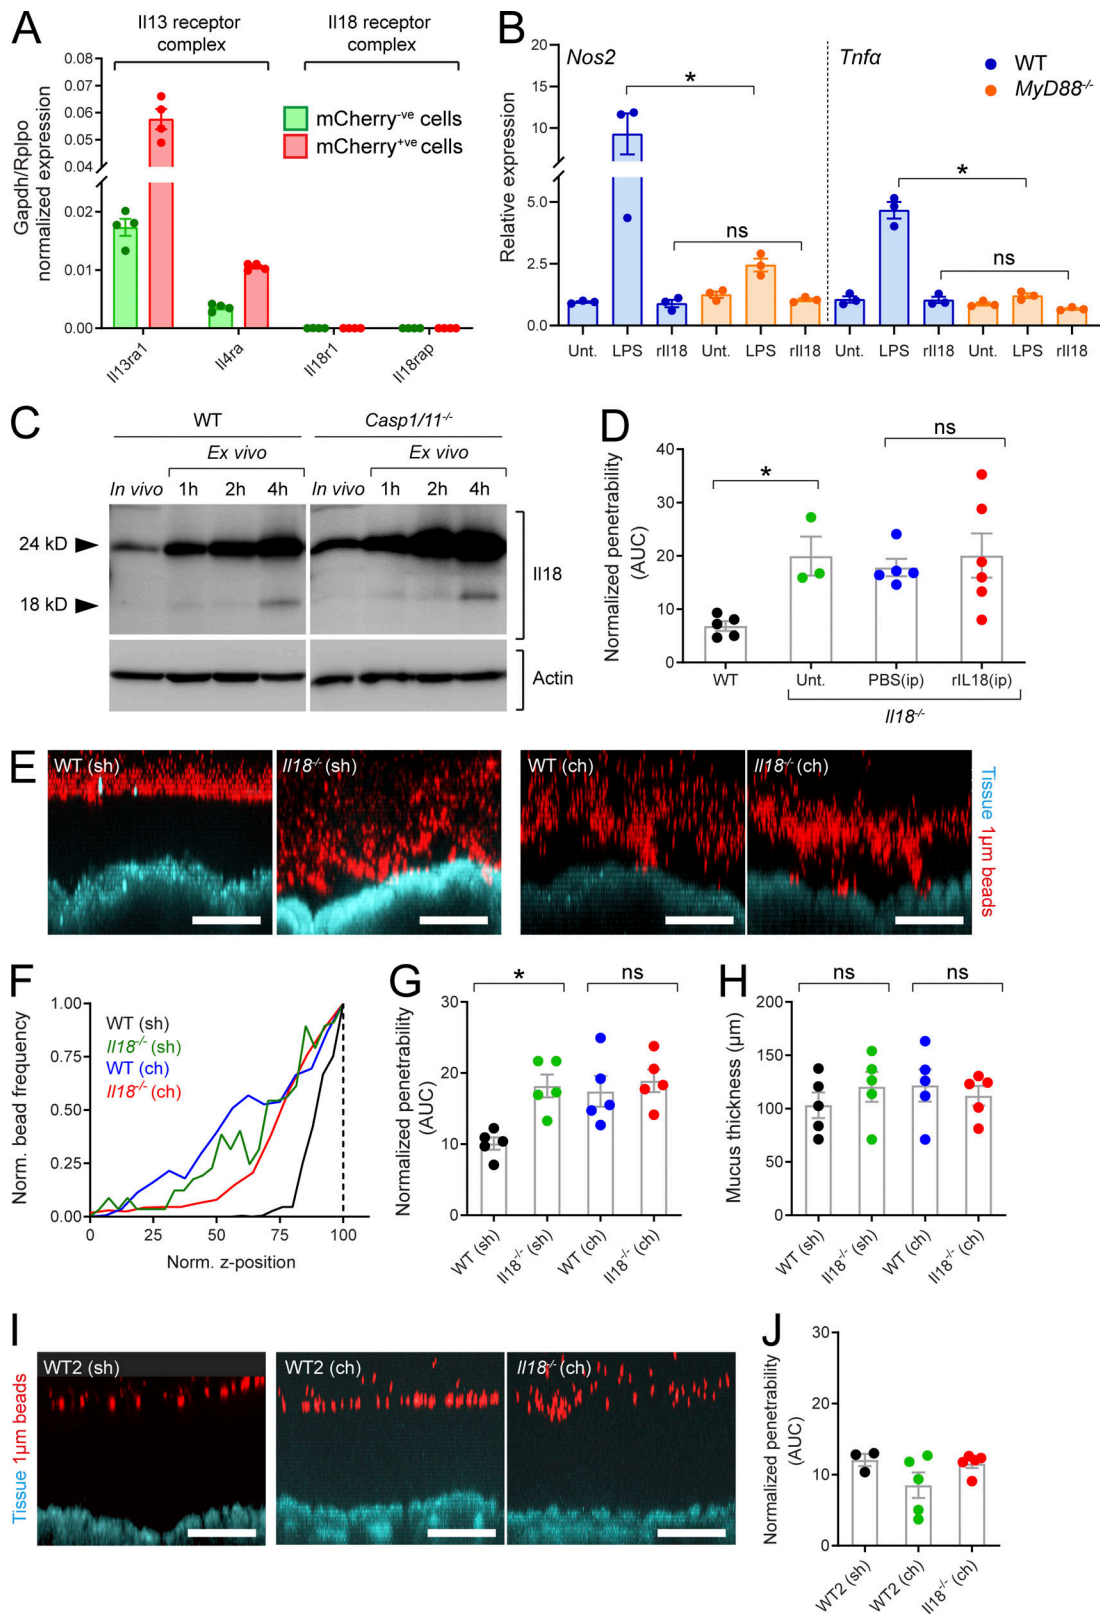 A
Il13 receptor complex
Il18 receptor complex
Gapdh/Rplpo normalized expression
0.08
0.07
0.06
0.05
0.04
0.02
0.01
0.00
mCherry-ve cells
mCherry+ve cells
Il13ra1
Il4ra
Il18r1
Il18rap
B
Nos2
Tnfα
WT
MyD88-/-
*
*
ns
ns
Relative expression
20
15
10
5.0
2.5
0.0
Unt. LPS rIl18 Unt. LPS rIl18 Unt. LPS rIl18 Unt. LPS rIl18
C
WT
Casp1/11-/-
Ex vivo
Ex vivo
In vivo 1h 2h 4h In vivo 1h 2h 4h
24 kD
18 kD
Il18
Actin
D
Normalized penetrability (AUC)
40
30
20
10
0
*
ns
WT
Unt.
PBS(ip)
rIL18(ip)
Il18-/-
E
WT (sh)
Il18-/- (sh)
WT (ch)
Il18-/- (ch)
Tissue 1µm beads
F
Norm. bead frequency
1.00
0.75
0.50
0.25
0.00
WT (sh)
Il18-/- (sh)
WT (ch)
Il18-/- (ch)
0 25 50 75 100
Norm. z-position
G
Normalized penetrability (AUC)
30
20
10
0
*
ns
WT (sh)
Il18-/- (sh)
WT (ch)
Il18-/- (ch)
H
Mucus thickness (µm)
200
150
100
50
0
ns
ns
WT (sh)
Il18-/- (sh)
WT (ch)
Il18-/- (ch)
I
Tissue 1µm beads
WT2 (sh)
WT2 (ch)
Il18-/- (ch)
J
Normalized penetrability (AUC)
30
20
10
0
WT2 (sh)
WT2 (ch)
Il18-/- (ch)